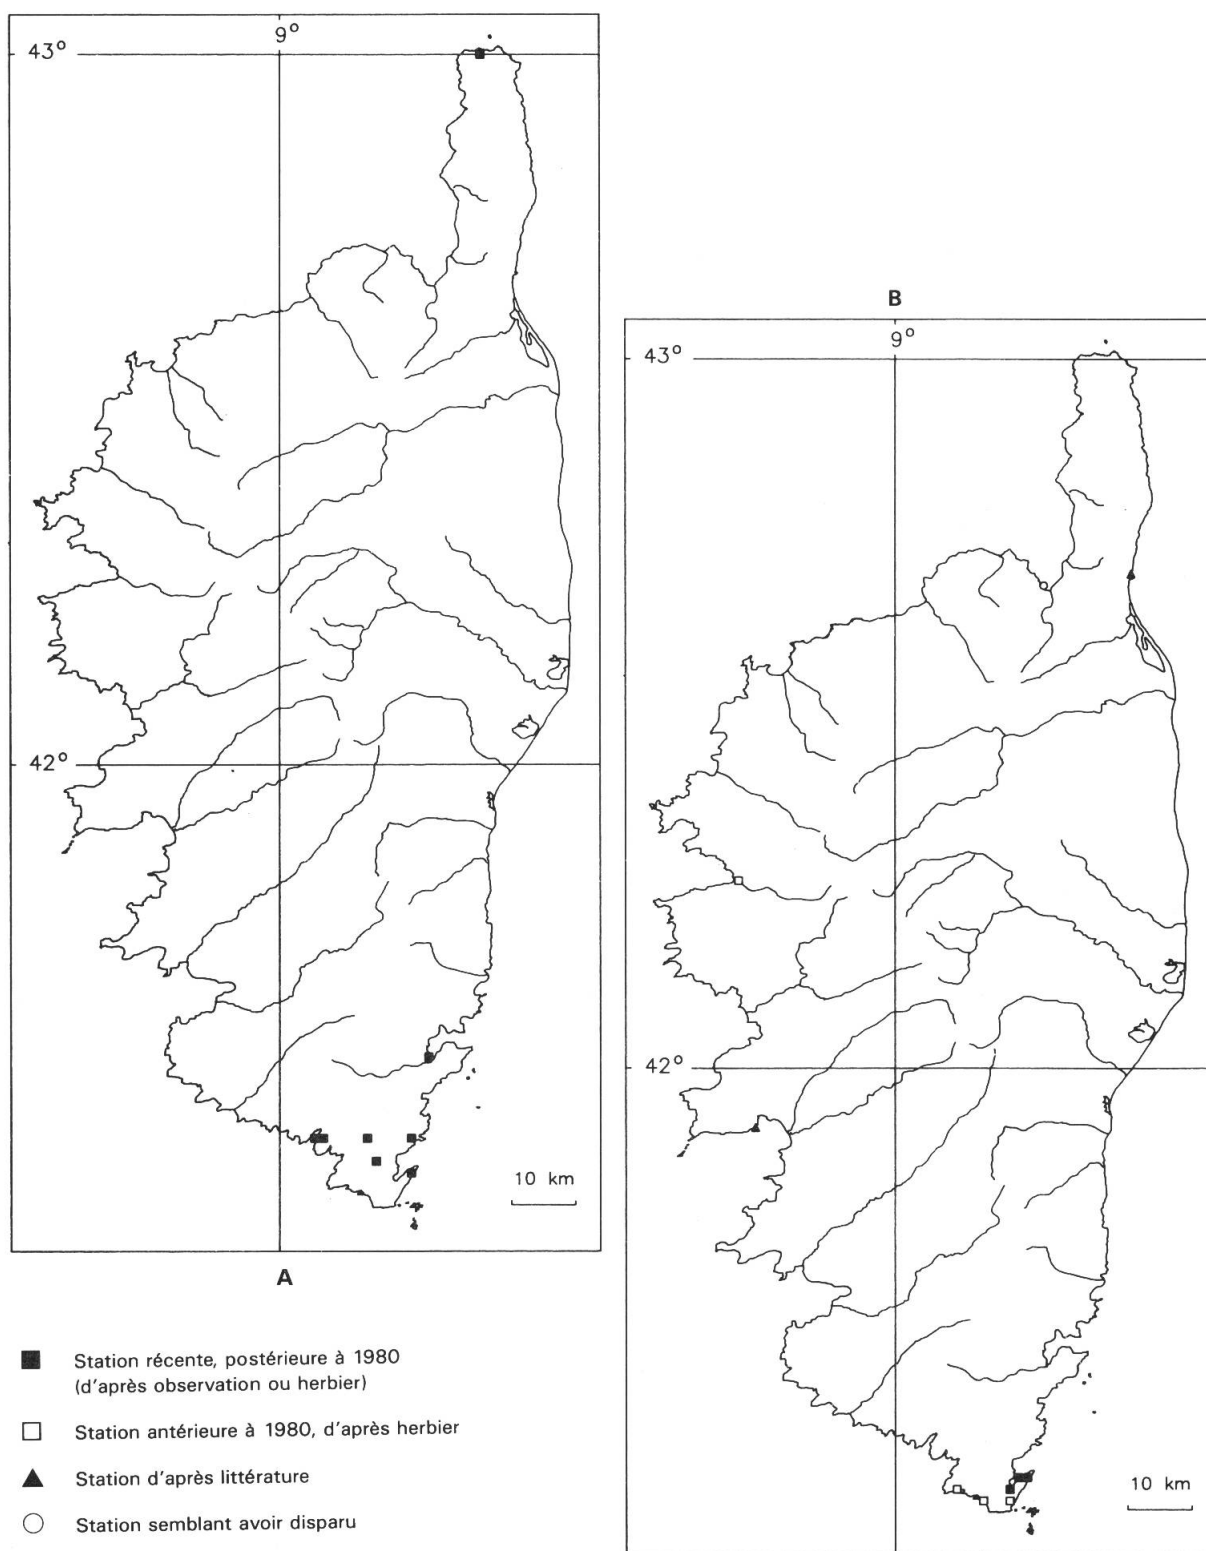 9°
43°
42°
10 km
A
B
9°
43°
42°
10 km
Station récente, postérieure à 1980
(d'après observation ou herbier)
Station antérieure à 1980, d'après herbier
Station d'après littérature
Station semblant avoir disparu